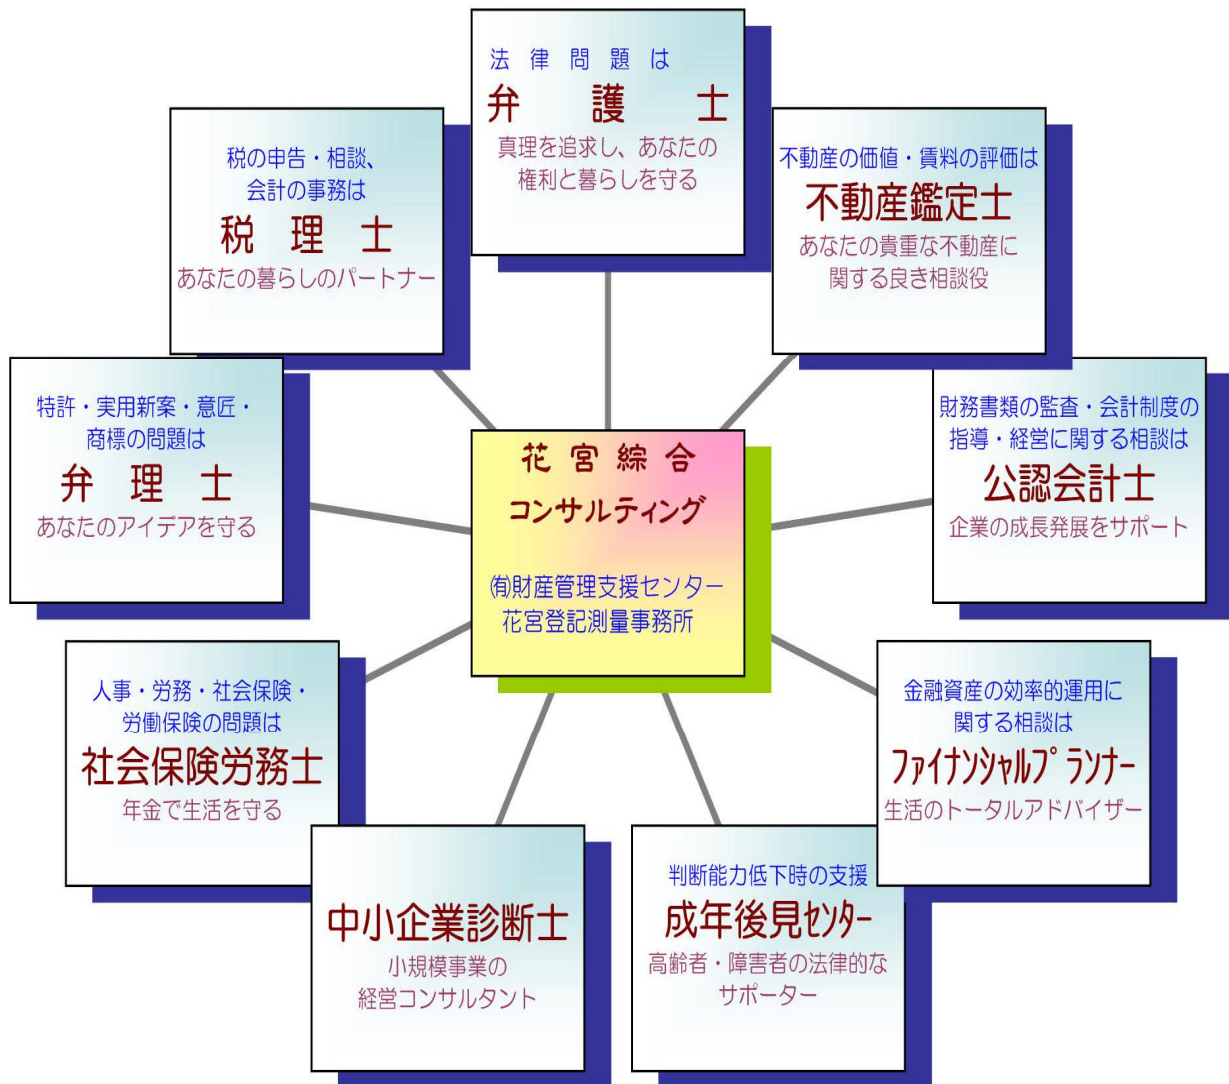 法律問題は
弁護士
真理を追求し、あなたの
権利と暮らしを守る
税の申告・相談、
会計の事務は
税理士
あなたの暮らしのパートナー
不動産の価値・賃料の評価は
不動産鑑定士
あなたの貴重な不動産に
関する良き相談役
特許・実用新案・意匠・
商標の問題は
弁理士
あなたのアイデアを守る
花宮綜合
コンサルティング
㈲財産管理支援センター
花宮登記測量事務所
財務書類の監査・会計制度の
指導・経営に関する相談は
公認会計士
企業の成長発展をサポート
人事・労務・社会保険・
労働保険の問題は
社会保険労務士
年金で生活を守る
金融資産の効率的運用に
関する相談は
ファイナンシャルプランナー
生活のトータルアドバイザー
中小企業診断士
小規模事業の
経営コンサルタント
判断能力低下時の支援
成年後見センター
高齢者・障害者の法律的な
サポーター